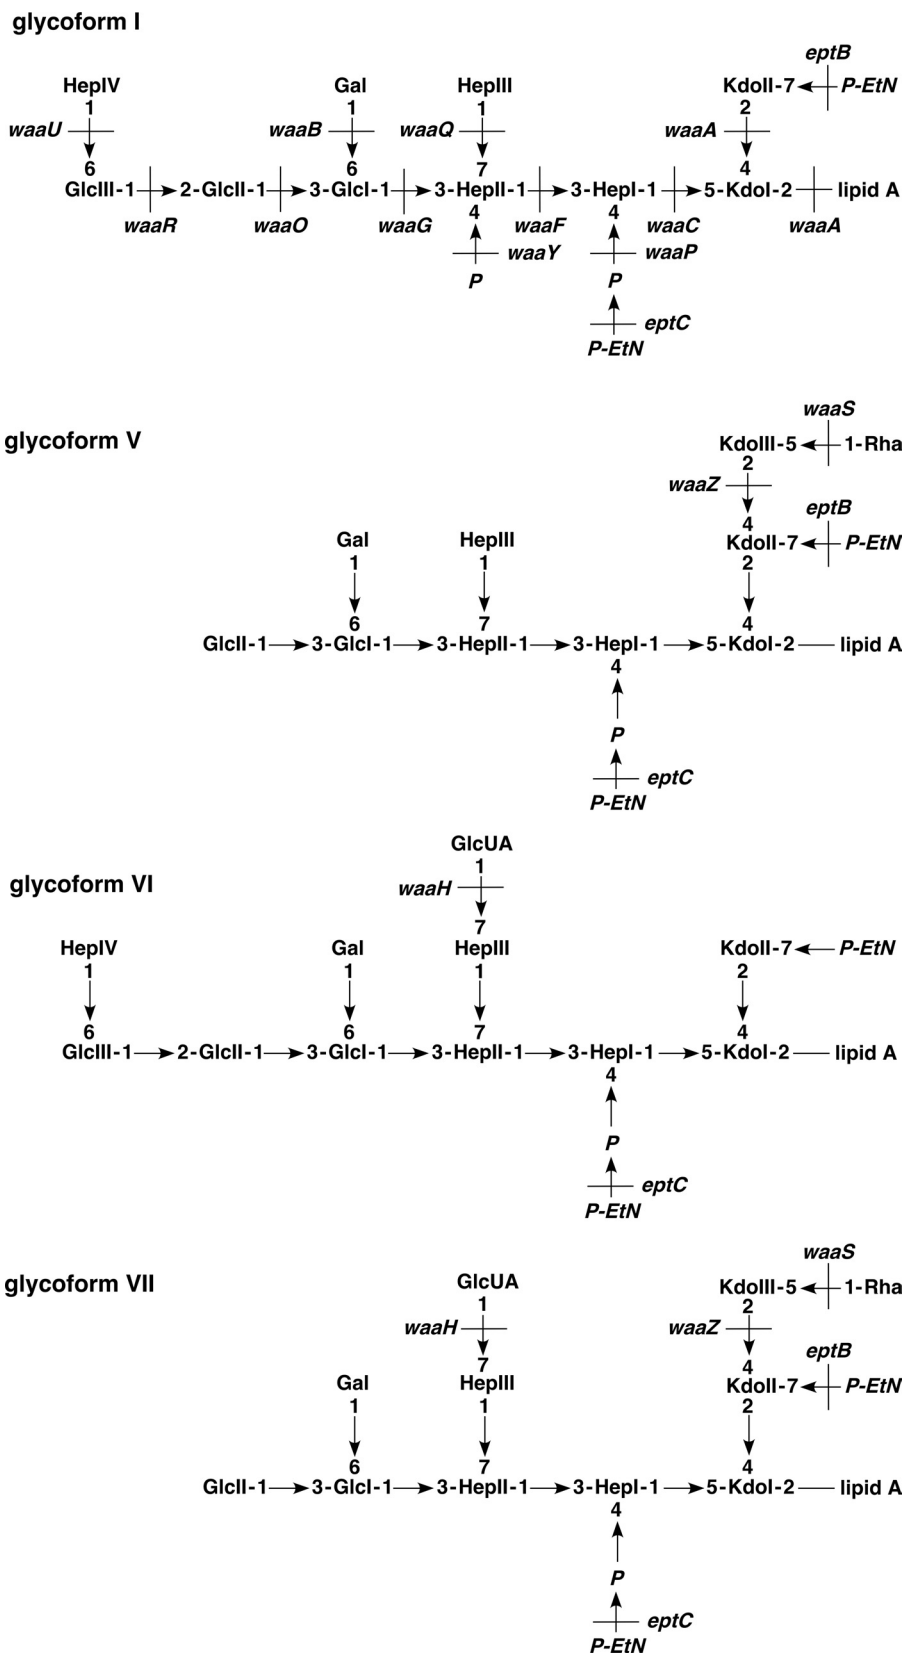 glycoform I
eptB
HepIV Gal HepIII KdoII-7 P-EtN
1 1 1 2
waaU waaB waaQ waaA
6 6 7 4
GlcIII-1 2-GlcII-1 3-GlcI-1 3-HepII-1 3-HepI-1 5-KdoI-2 lipid A
waaR waaO waaG 4 waaF 4 waaC waaA
waaY waaP
P P
eptC
P-EtN
waaS
glycoform V KdoIII-5 1-Rha
2
waaZ
4 eptB
Gal HepIII KdoII-7 P-EtN
1 1 2
6 7 4
GlcII-1 3-GlcI-1 3-HepII-1 3-HepI-1 5-KdoI-2 lipid A
4
P
eptC
P-EtN
GlcUA
1
glycoform VI waaH
7
HepIV Gal HepIII KdoII-7 P-EtN
1 1 1 2
6 6 7 4
GlcIII-1 2-GlcII-1 3-GlcI-1 3-HepII-1 3-HepI-1 5-KdoI-2 lipid A
4
P
eptC
P-EtN
waaS
glycoform VII GlcUA KdoIII-5 1-Rha
1 2
waaH waaZ
7 4 eptB
Gal HepIII KdoII-7 P-EtN
1 1 2
6 7 4
GlcII-1 3-GlcI-1 3-HepII-1 3-HepI-1 5-KdoI-2 lipid A
4
P
eptC
P-EtN